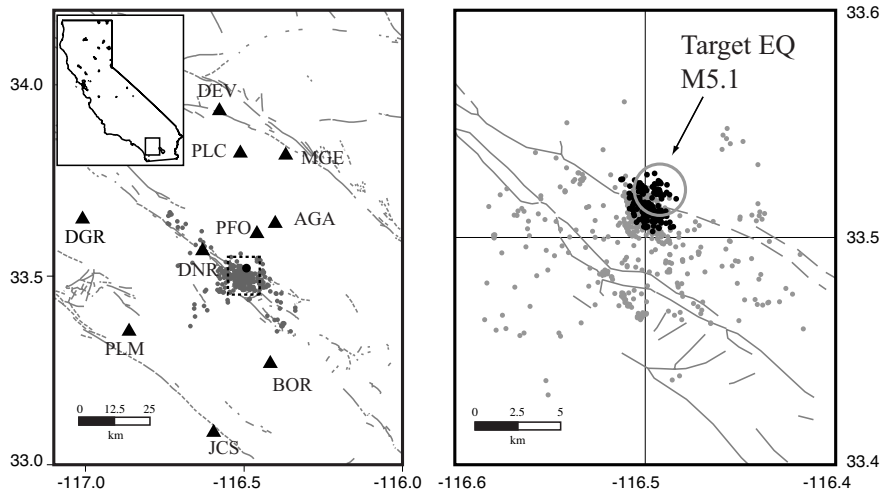 34.0
33.5
33.0
-117.0
-116.5
-116.0
DEV
PLC
MGE
DGR
PFO
AGA
DNR
PLM
BOR
JCS
0
12.5
25
km
Target EQ
M5.1
33.6
33.5
33.4
-116.6
-116.5
-116.4
0
2.5
5
km